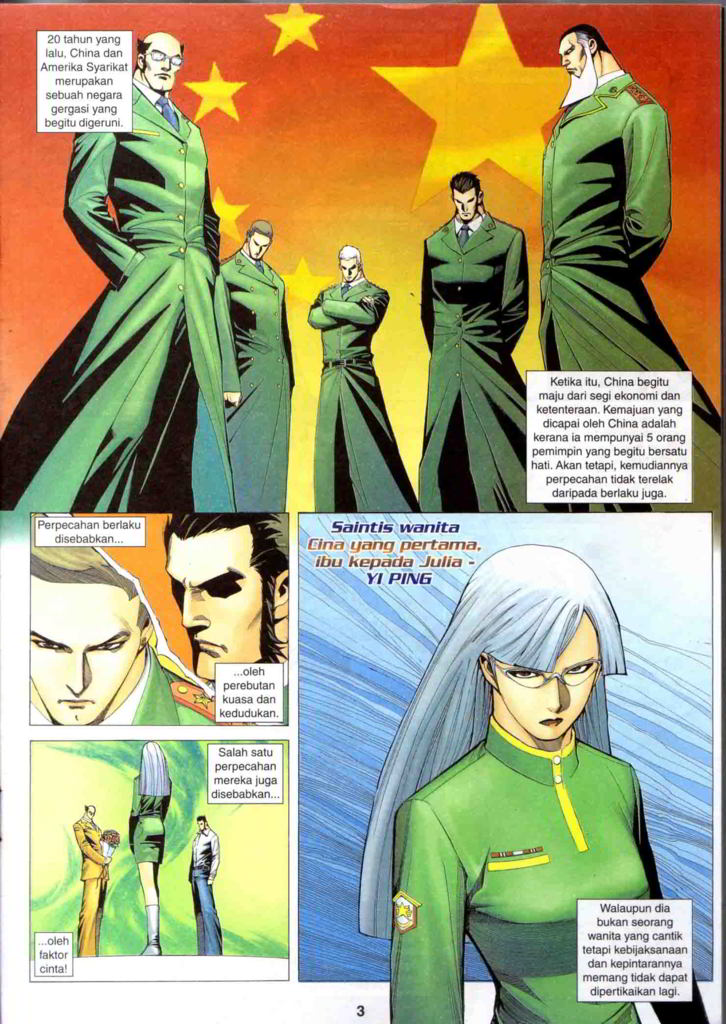 20 tahun yang
lalu, China dan
Amerika Syarikat
merupakan
sebuah negara
gergasi yang
begitu digeruni.
Ketika itu, China begitu
maju dari segi ekonomi dan
ketenteraan. Kemajuan yang
dicapai oleh China adalah
kerana ia mempunyai 5 orang
pemimpin yang begitu bersatu
hati. Akan tetapi, kemudiannya
perpecahan tidak terelak
daripada berlaku juga.
Perpecahan berlaku
disebabkan...
...oleh
perebutan
kuasa dan
kedudukan.
Salah satu
perpecahan
mereka juga
disebabkan...
...oleh
faktor
cinta!
Saintis wanita
Cina yang pertama,
ibu kepada Julia -
YI PING
Walaupun dia
bukan seorang
wanita yang cantik
tetapi kebijaksanaan
dan kepintarannya
memang tidak dapat
dipertikaikan lagi.
3